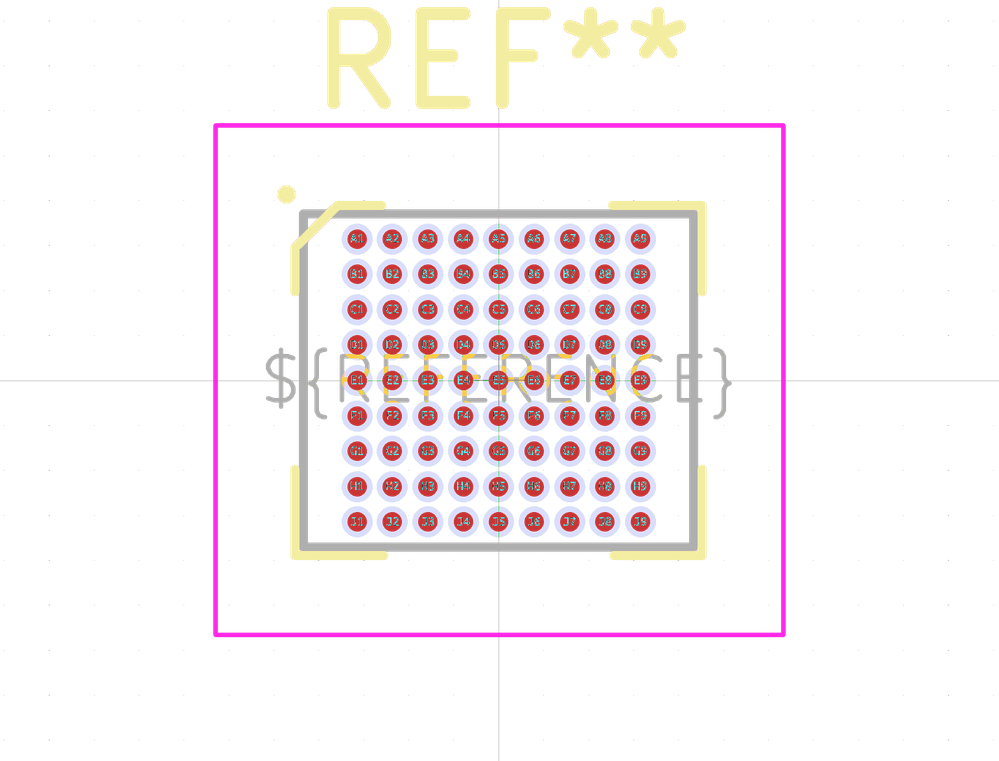 REF**
A1 A2 A3 A4 A5 A6 A7 A8 A9
B1 B2 B3 B4 B5 B6 B7 B8 B9
C1 C2 C3 C4 C5 C6 C7 C8 C9
D1 D2 D3 D4 D5 D6 D7 D8 D9
${REFERENCE}
E1 E2 E3 E4 E5 E6 E7 E8 E9
F1 F2 F3 F4 F5 F6 F7 F8 F9
G1 G2 G3 G4 G5 G6 G7 G8 G9
H1 H2 H3 H4 H5 H6 H7 H8 H9
J1 J2 J3 J4 J5 J6 J7 J8 J9